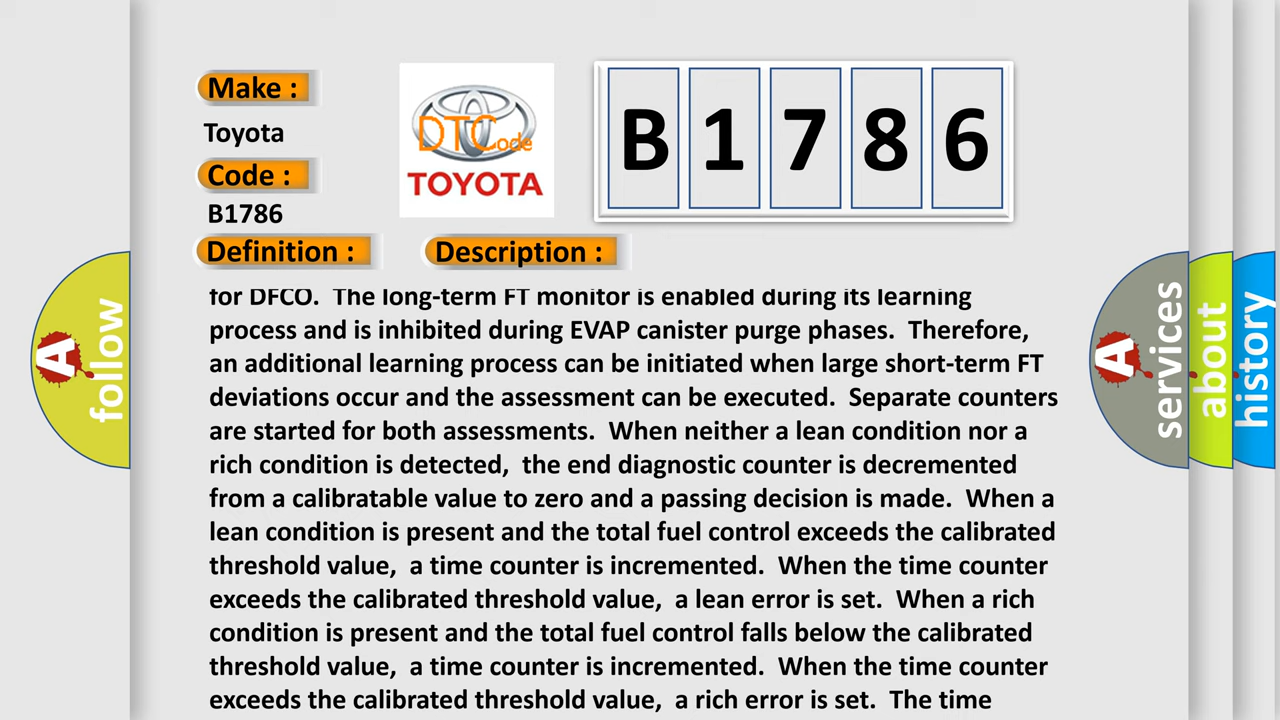 Make :
Toyota
Code :
B1786
DTCode
TOYOTA
B1786
Definition :
Description :
for DFCO. The long-term FT monitor is enabled during its learning
process and is inhibited during EVAP canister purge phases. Therefore,
an additional learning process can be initiated when large short-term FT
deviations occur and the assessment can be executed. Separate counters
are started for both assessments. When neither a lean condition nor a
rich condition is detected, the end diagnostic counter is decremented
from a calibratable value to zero and a passing decision is made. When a
lean condition is present and the total fuel control exceeds the calibrated
threshold value, a time counter is incremented. When the time counter
exceeds the calibrated threshold value, a lean error is set. When a rich
condition is present and the total fuel control falls below the calibrated
threshold value, a time counter is incremented. When the time counter
exceeds the calibrated threshold value, a rich error is set. The time
A
follow
A
services
about
history